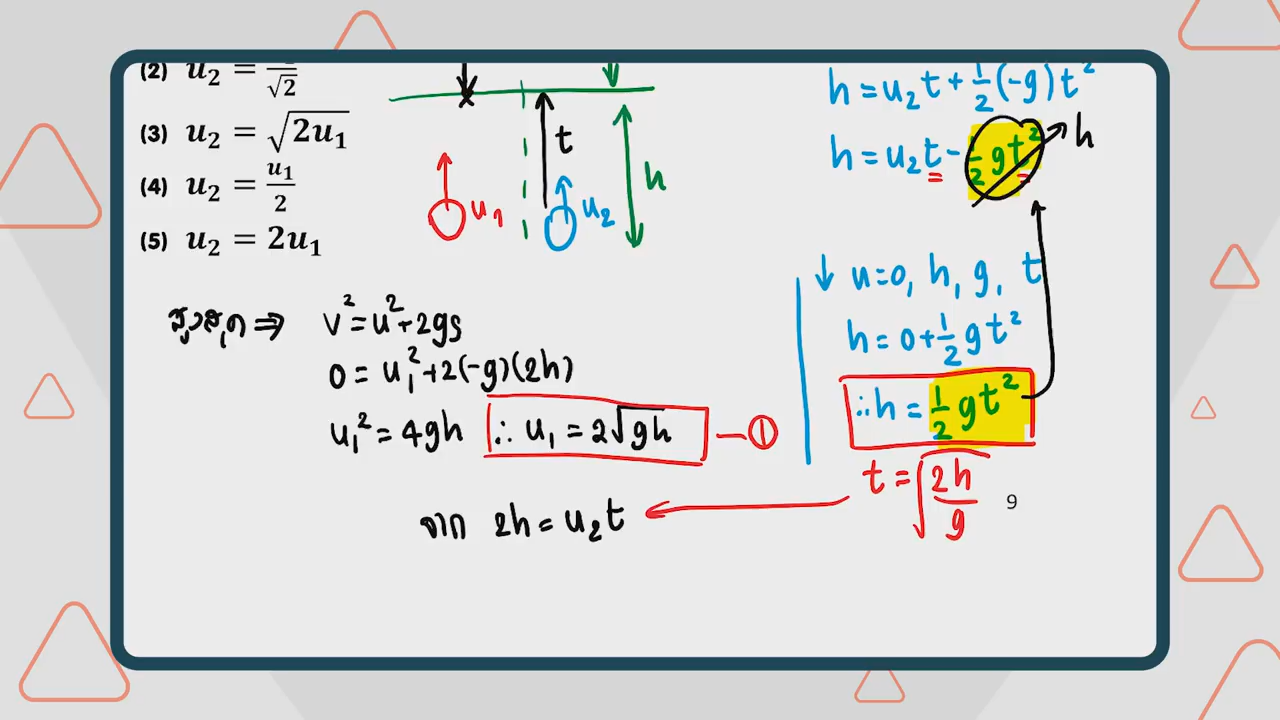 (2) u₂ = /√2
(3) u₂ = √2u₁
(4) u₂ = u₁/2
(5) u₂ = 2u₁
t
h
u₁
u₂
h = u₂t + ½(-g)t²
h = u₂t - ½gt²
h
↓ u=0, h, g, t
h = 0 + ½gt²
∴h = ½gt²
t = √2h/g
⇒ v² = u² + 2gs
0 = u₁² + 2(-g)(2h)
u₁² = 4gh ∴ u₁ = 2√gh —①
จาก 2h = u₂t
9